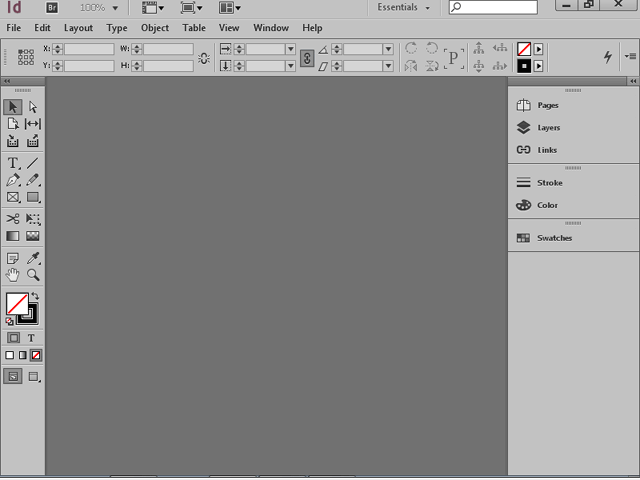 Id Br 100% Essentials
File Edit Layout Type Object Table View Window Help
X: W:
Y: H:
P
Pages
Layers
Links
T
Stroke
Color
Swatches
T